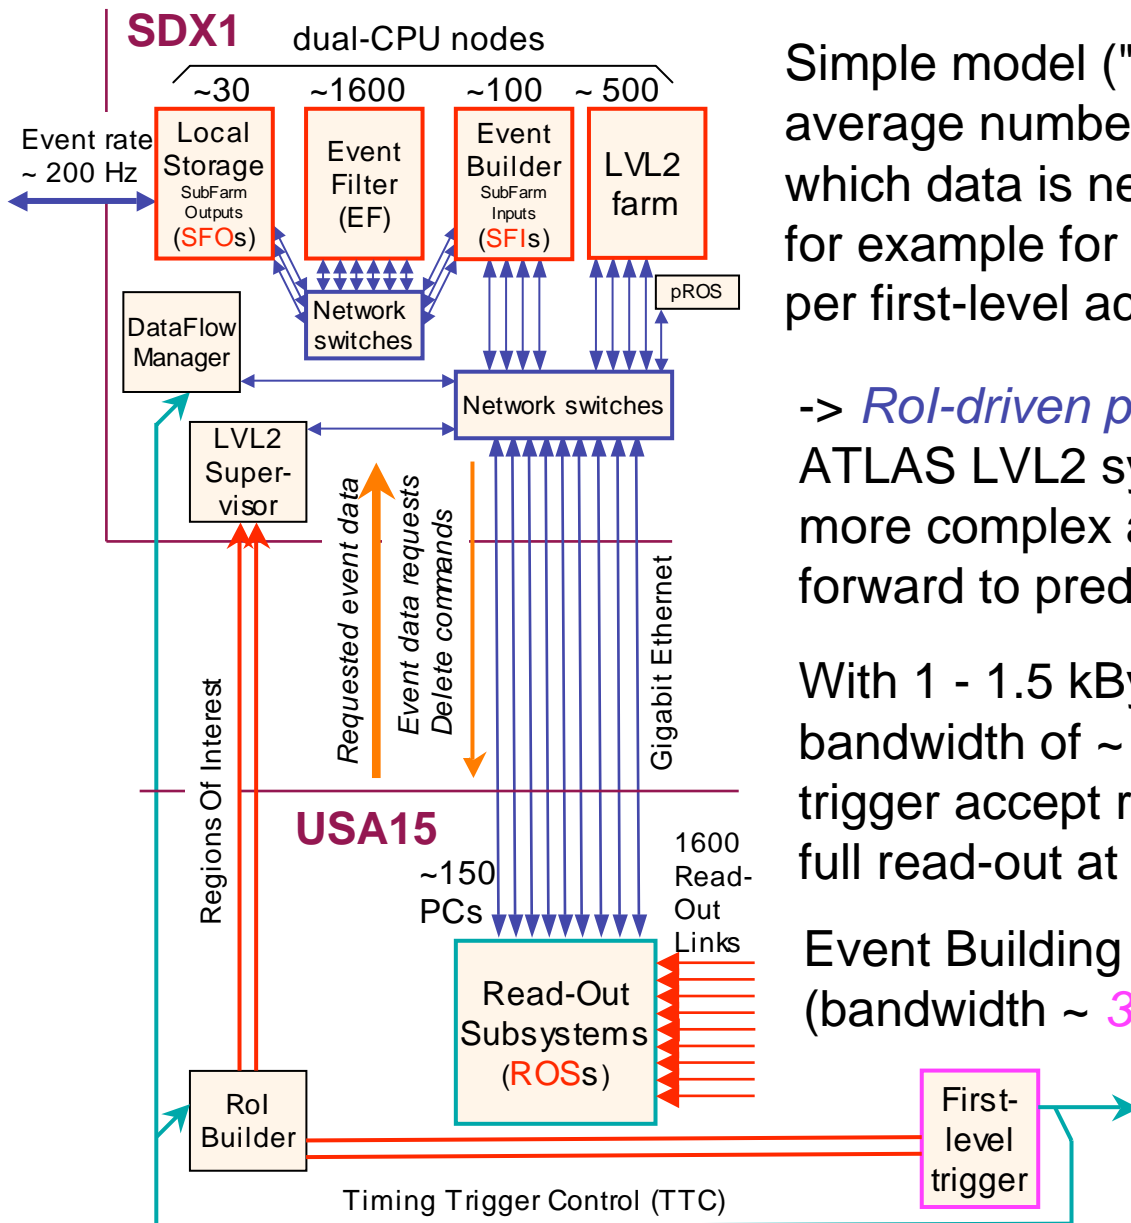 SDX1
dual-CPU nodes
~30
~1600
~100
~ 500
Event rate
~ 200 Hz
Local
Storage
SubFarm
Outputs
(SFOs)
Event
Filter
(EF)
Event
Builder
SubFarm
Inputs
(SFIs)
LVL2
farm
pROS
Network
switches
DataFlow
Manager
Network switches
LVL2
Super-
visor
Requested event data
Event data requests
Delete commands
Gigabit Ethernet
Regions Of Interest
USA15
~150
PCs
1600
Read-
Out
Links
Read-Out
Subsystems
(ROSs)
RoI
Builder
First-
level
trigger
Timing Trigger Control (TTC)
Simple model ("
average numbe
which data is ne
for example for
per first-level ac
-> RoI-driven p
ATLAS LVL2 sy
more complex a
forward to pred
With 1 - 1.5 kBy
bandwidth of ~
trigger accept r
full read-out at
Event Building
(bandwidth ~ 3